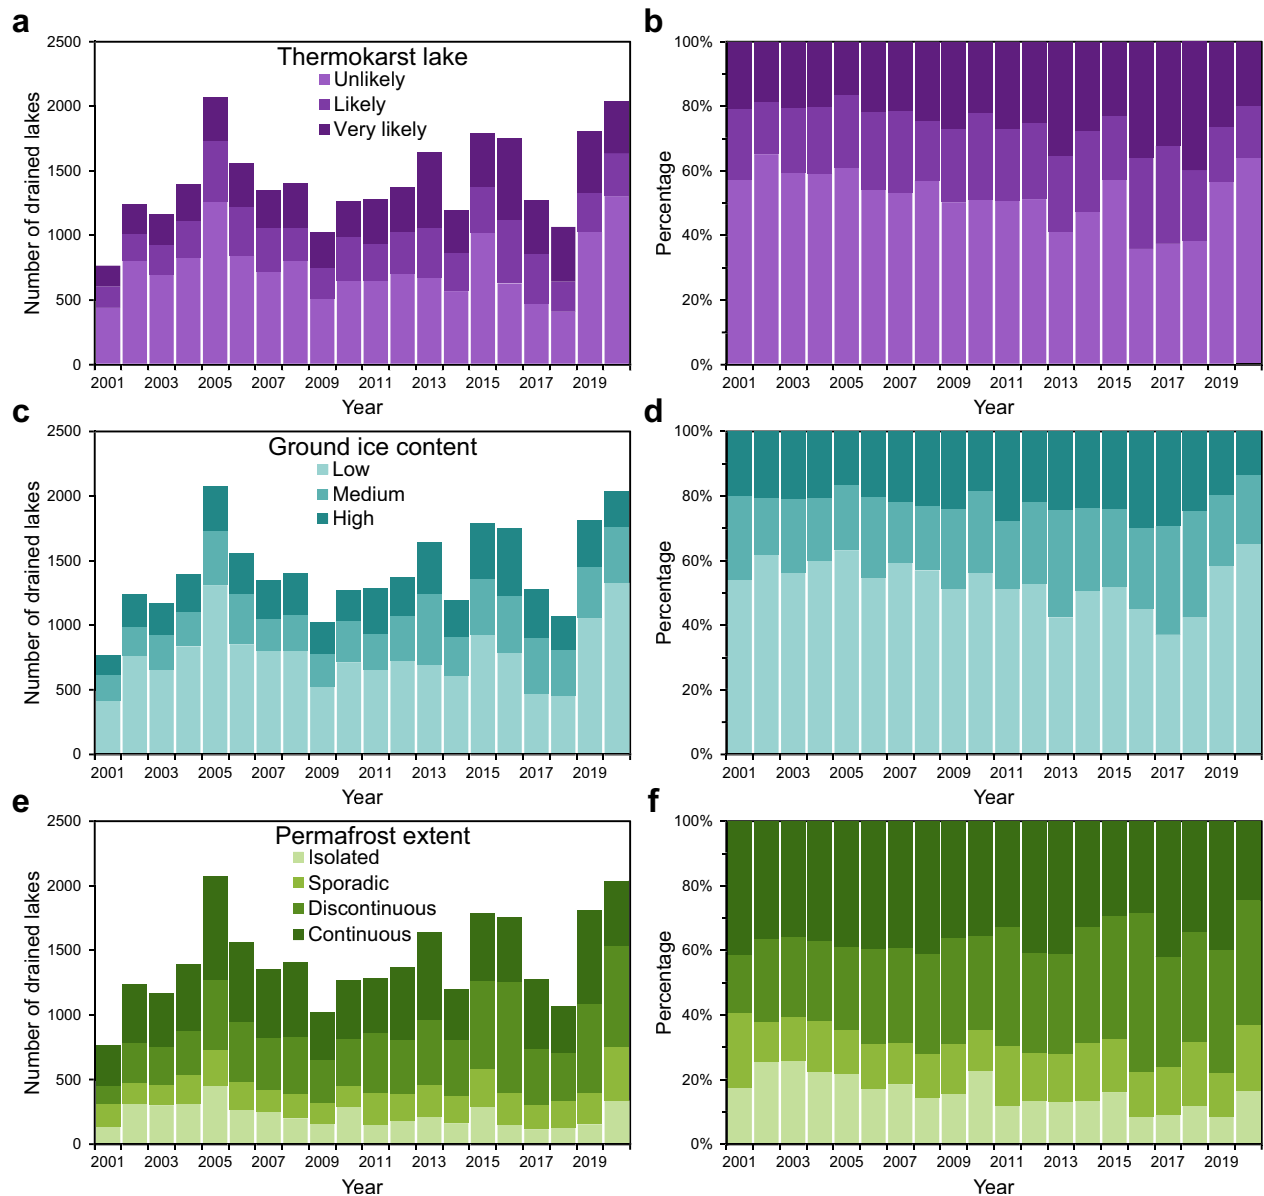 a
2500
2000
1500
1000
500
0
Number of drained lakes
Thermokarst lake
Unlikely
Likely
Very likely
2001 2003 2005 2007 2009 2011 2013 2015 2017 2019
Year
b
100%
80%
60%
40%
20%
0%
Percentage
2001 2003 2005 2007 2009 2011 2013 2015 2017 2019
Year
c
2500
2000
1500
1000
500
0
Number of drained lakes
Ground ice content
Low
Medium
High
2001 2003 2005 2007 2009 2011 2013 2015 2017 2019
Year
d
100%
80%
60%
40%
20%
0%
Percentage
2001 2003 2005 2007 2009 2011 2013 2015 2017 2019
Year
e
2500
2000
1500
1000
500
0
Number of drained lakes
Permafrost extent
Isolated
Sporadic
Discontinuous
Continuous
2001 2003 2005 2007 2009 2011 2013 2015 2017 2019
Year
f
100%
80%
60%
40%
20%
0%
Percentage
2001 2003 2005 2007 2009 2011 2013 2015 2017 2019
Year